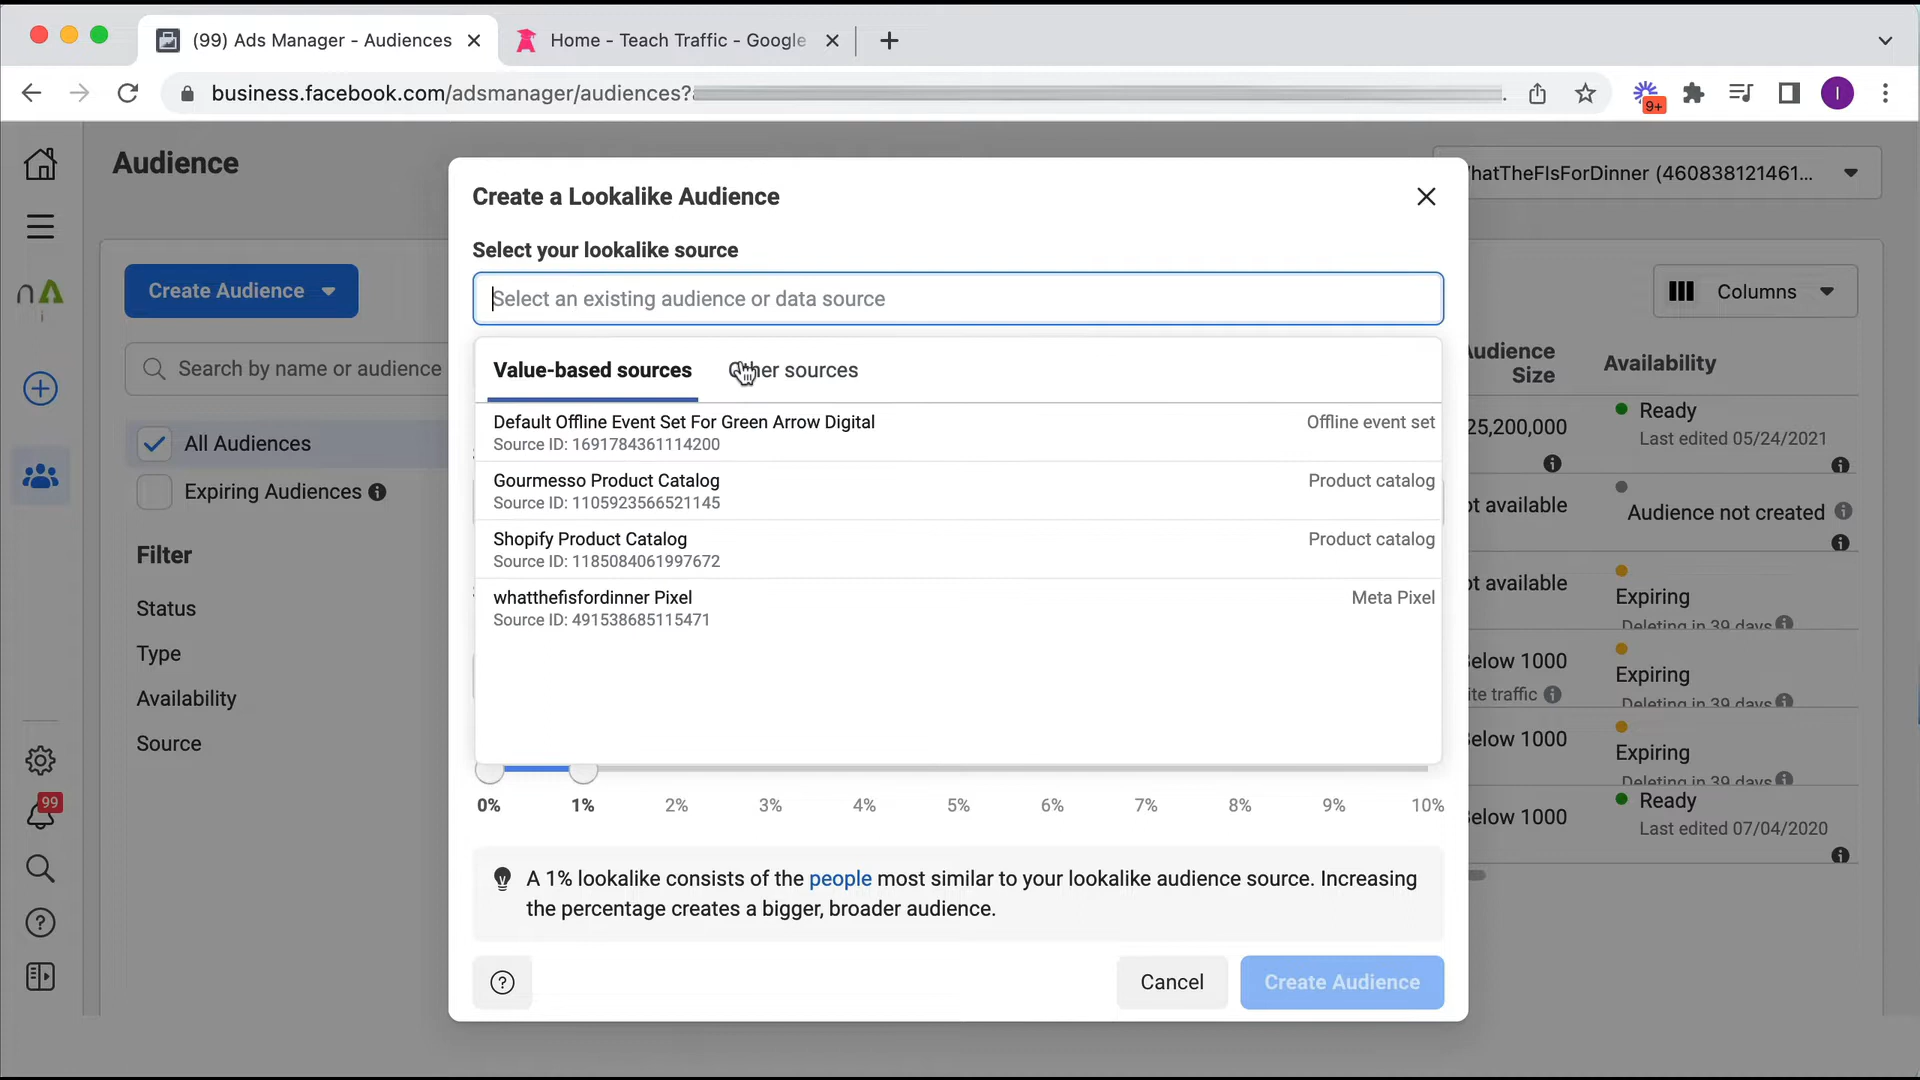 (99) Ads Manager - Audiences
Home - Teach Traffic - Google
business.facebook.com/adsmanager/audiences?
9+
I
Audience
hatTheFIsForDinner (460838121461...
Create Audience
Search by name or audience
All Audiences
Expiring Audiences
Filter
Status
Type
Availability
Source
99
Create a Lookalike Audience
Select your lookalike source
Select an existing audience or data source
Value-based sources
Other sources
Default Offline Event Set For Green Arrow Digital
Offline event set
Source ID: 1691784361114200
Gourmesso Product Catalog
Product catalog
Source ID: 1105923566521145
Shopify Product Catalog
Product catalog
Source ID: 1185084061997672
whatthefisfordinner Pixel
Meta Pixel
Source ID: 491538685115471
0% 1% 2% 3% 4% 5% 6% 7% 8% 9% 10%
A 1% lookalike consists of the people most similar to your lookalike audience source. Increasing
the percentage creates a bigger, broader audience.
Cancel
Create Audience
Columns
Audience
Size
Availability
25,200,000
Ready
Last edited 05/24/2021
ot available
Audience not created
ot available
Expiring
Deleting in 39 days
Below 1000
ite traffic
Expiring
Deleting in 39 days
Below 1000
Expiring
Deleting in 39 days
Below 1000
Ready
Last edited 07/04/2020